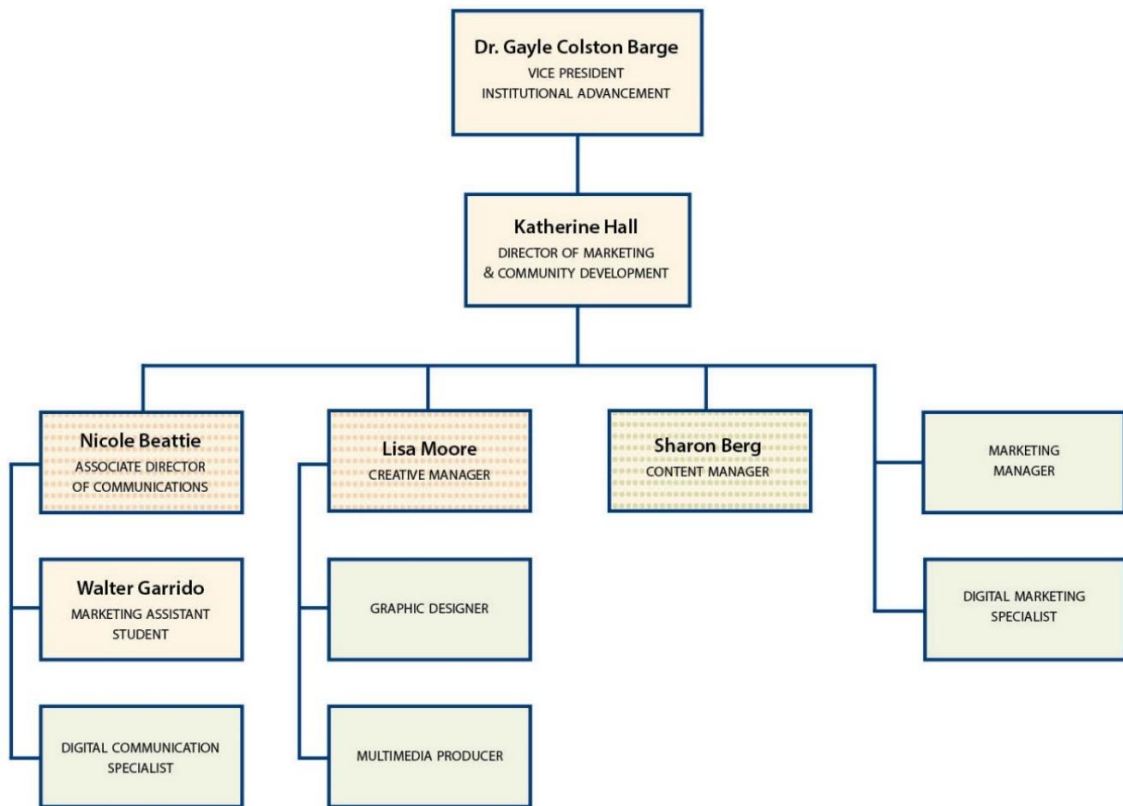 Dr. Gayle Colston Barge
VICE PRESIDENT
INSTITUTIONAL ADVANCEMENT
Katherine Hall
DIRECTOR OF MARKETING
& COMMUNITY DEVELOPMENT
Nicole Beattie
ASSOCIATE DIRECTOR
OF COMMUNICATIONS
Lisa Moore
CREATIVE MANAGER
Sharon Berg
CONTENT MANAGER
MARKETING
MANAGER
Walter Garrido
MARKETING ASSISTANT
STUDENT
GRAPHIC DESIGNER
DIGITAL MARKETING
SPECIALIST
DIGITAL COMMUNICATION
SPECIALIST
MULTIMEDIA PRODUCER